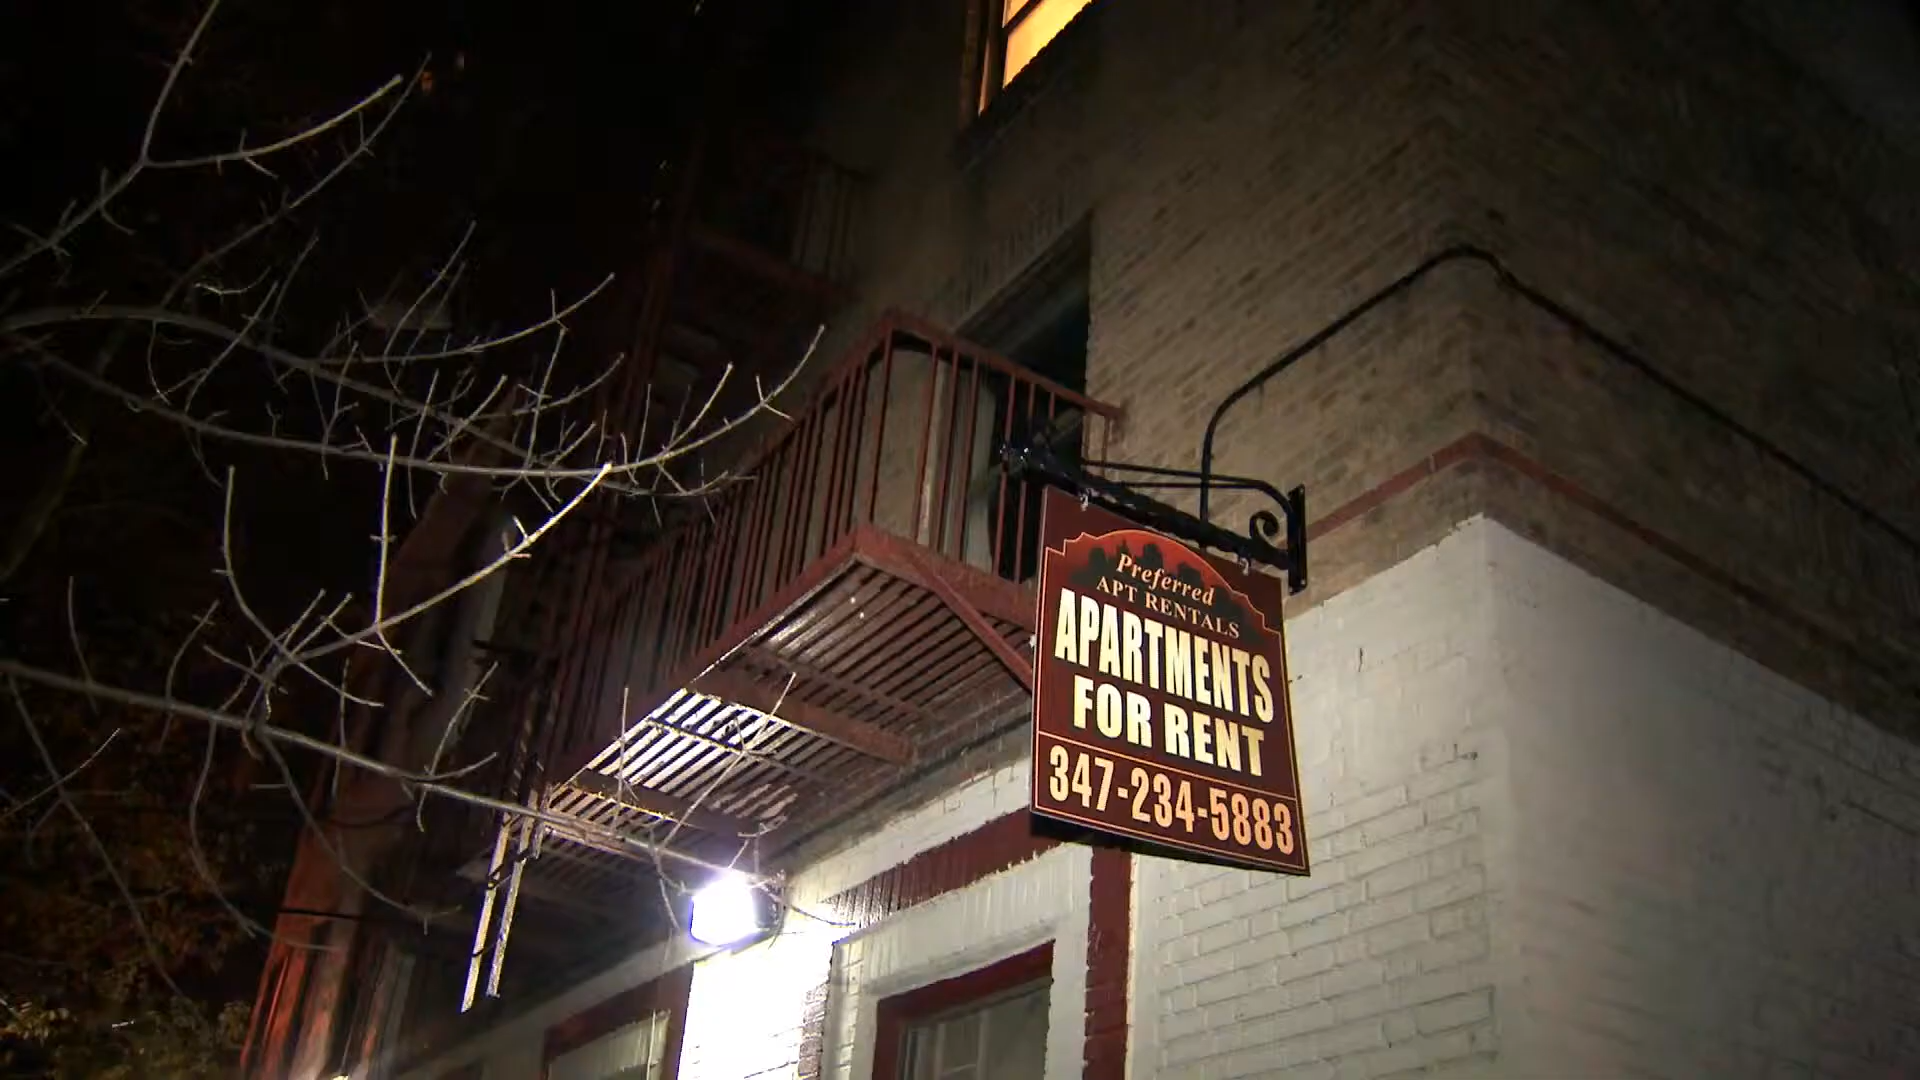 Preferred
APT RENTALS
APARTMENTS
FOR RENT
347-234-5883